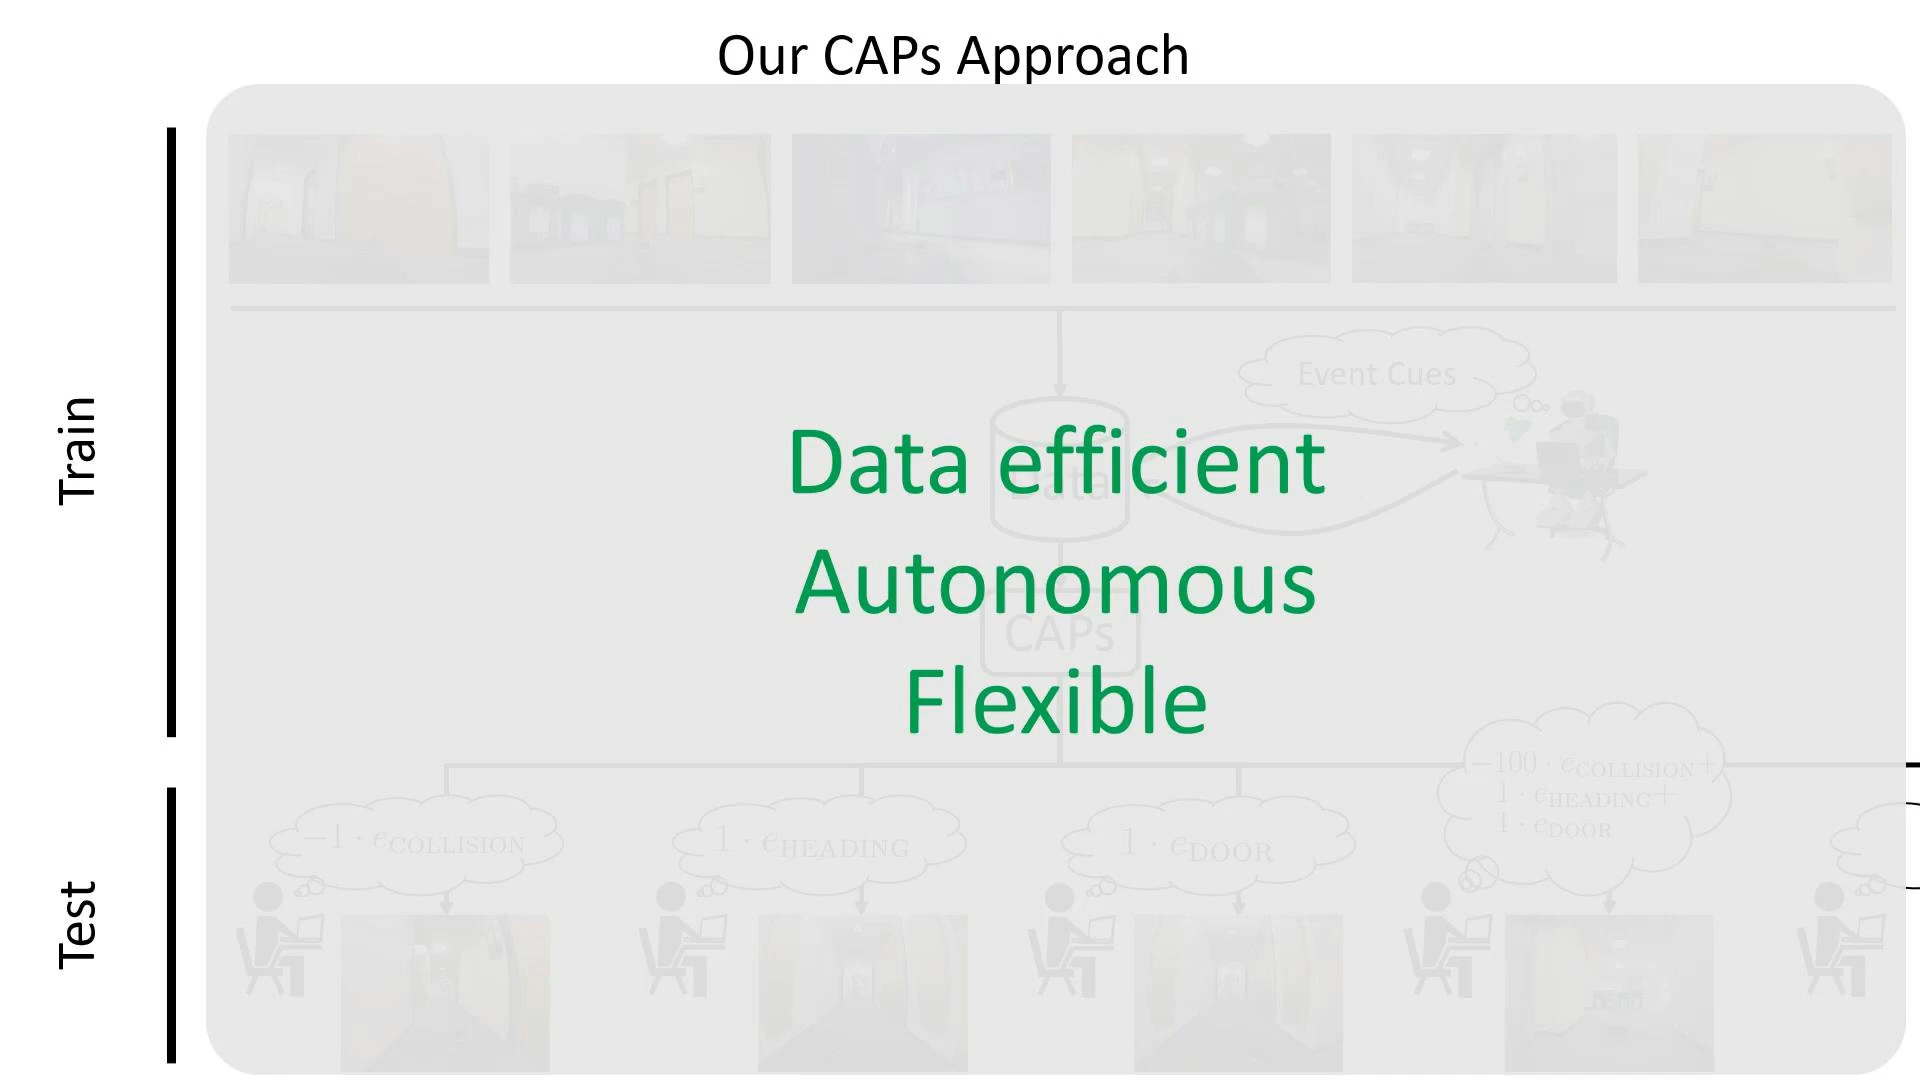 Our CAPs Approach
Train
Event Cues
Data
Data efficient
Autonomous
CAPs
Flexible
Test
−1 · eCOLLISION
1 · eHEADING
1 · eDOOR
−100 · eCOLLISION+
1 · eHEADING+
1 · eDOOR